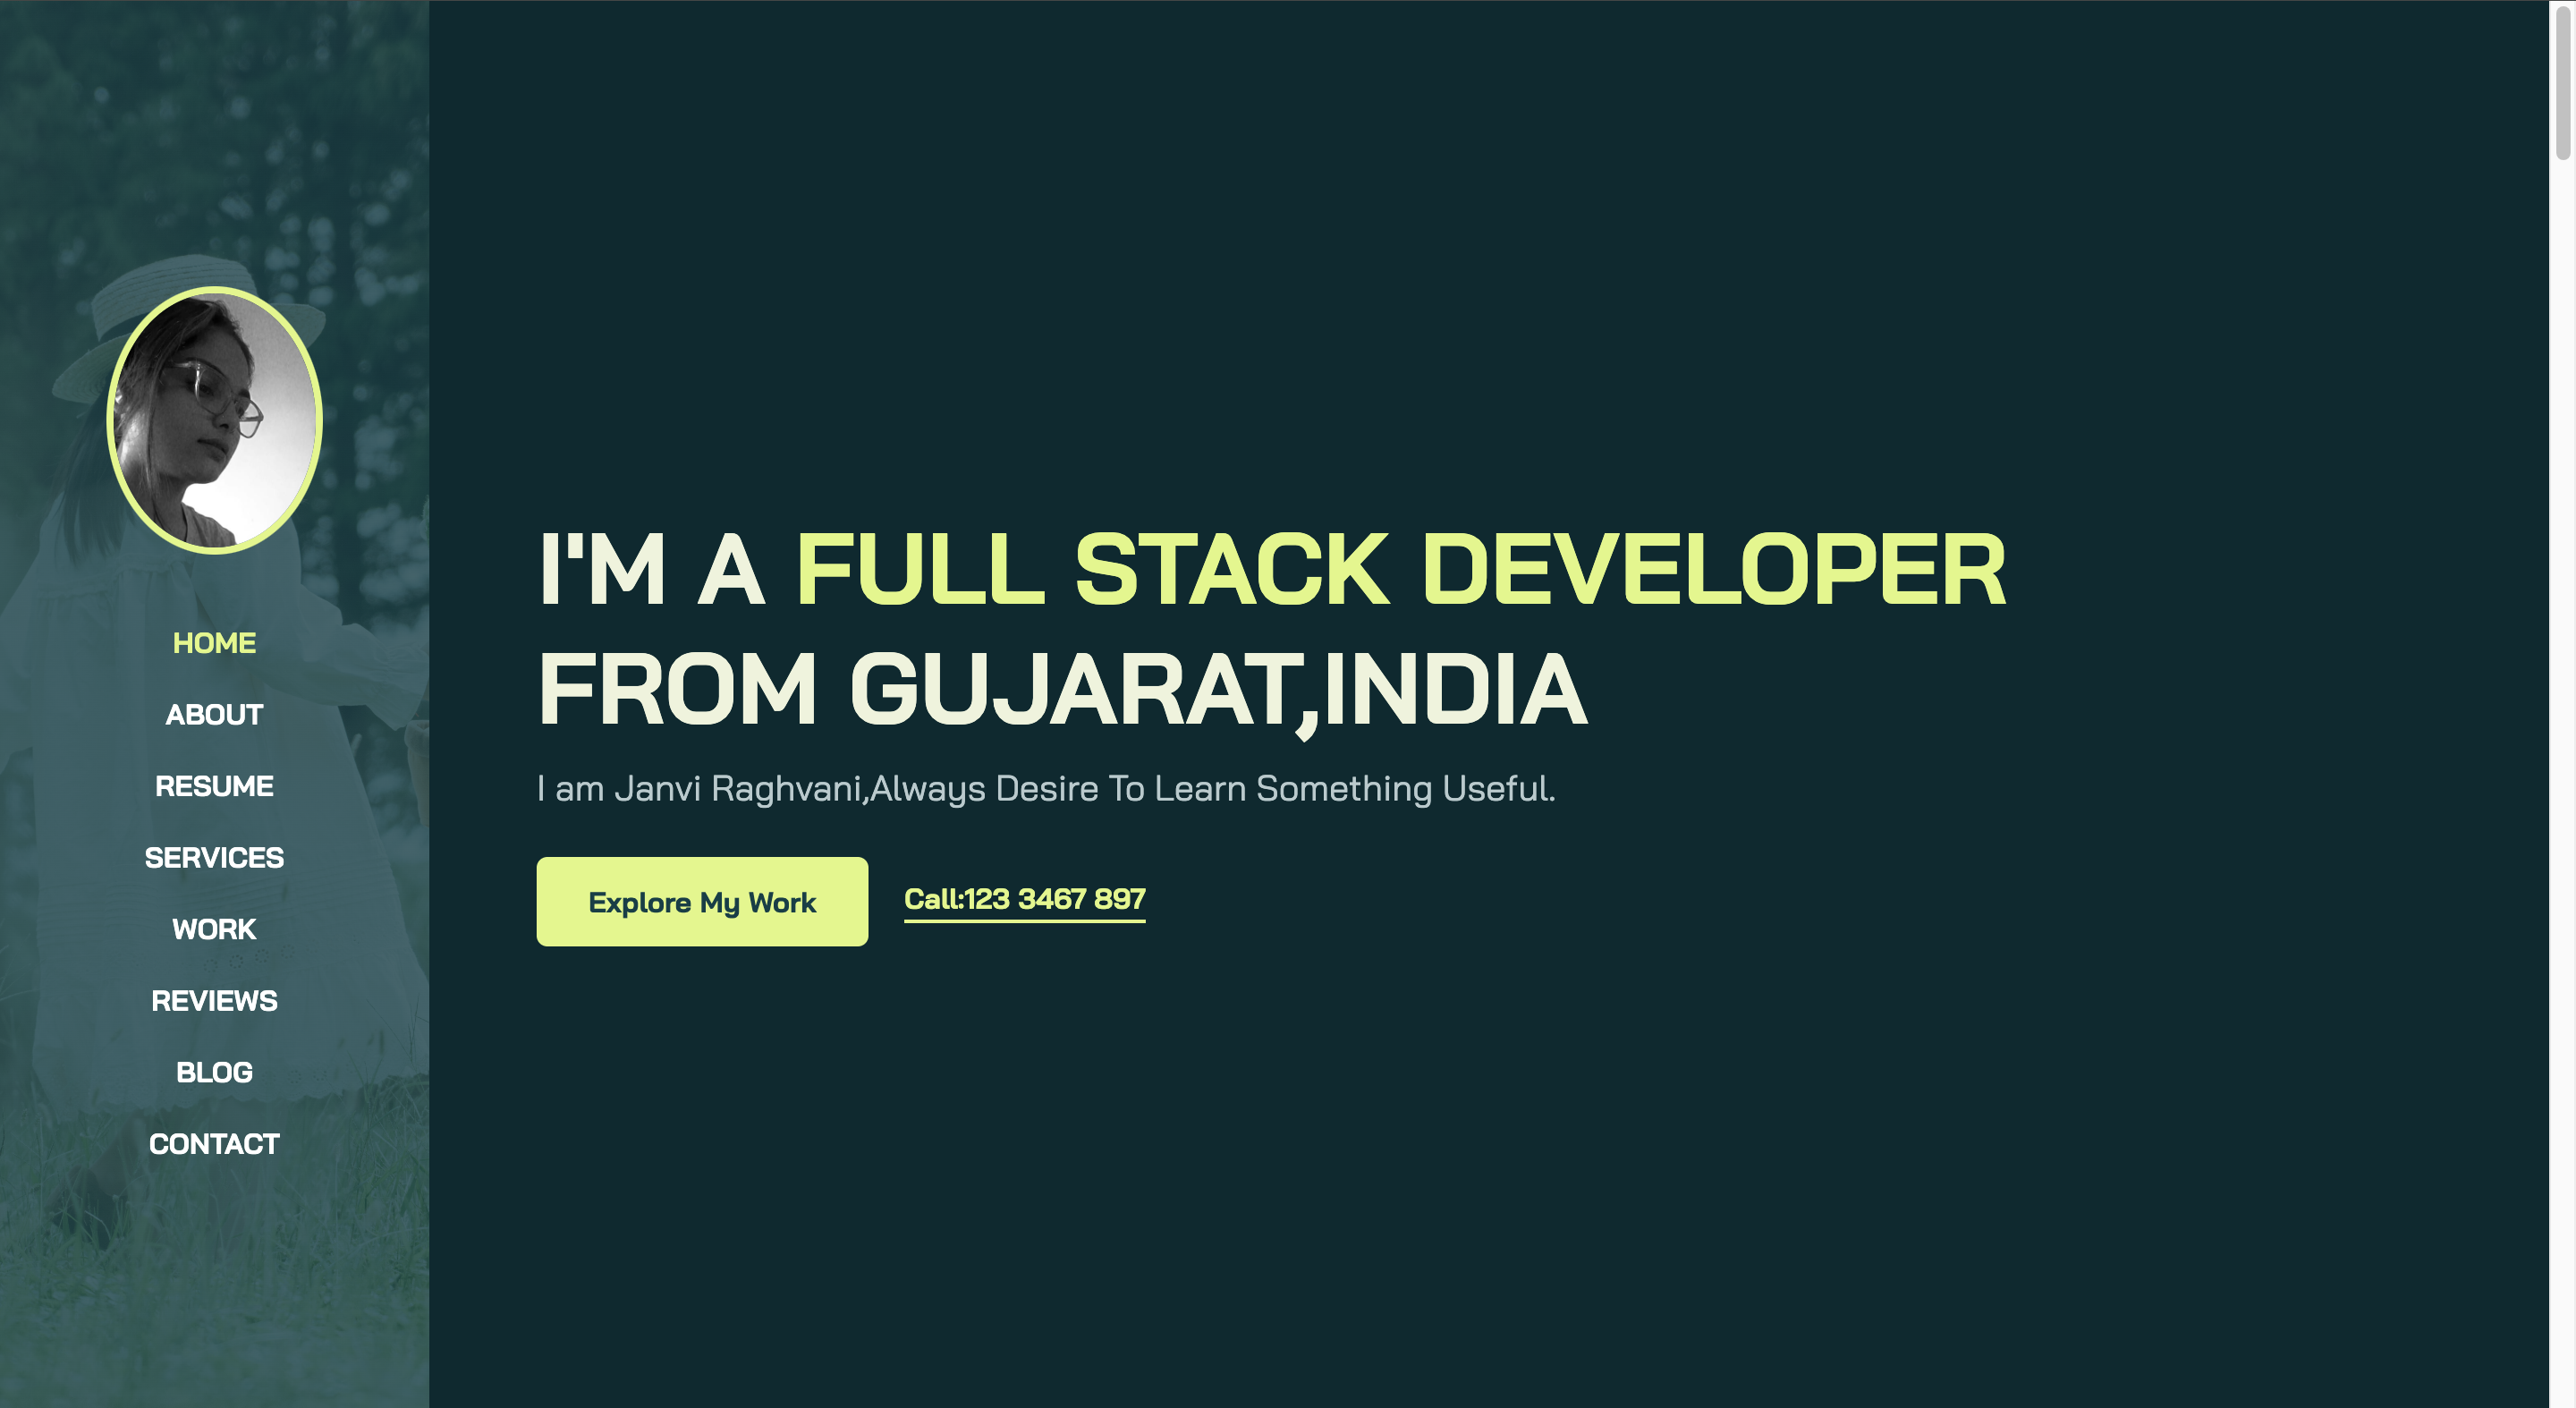 HOME
ABOUT
RESUME
SERVICES
WORK
REVIEWS
BLOG
CONTACT
I'M A FULL STACK DEVELOPER
FROM GUJARAT,INDIA
I am Janvi Raghvani,Always Desire To Learn Something Useful.
Explore My Work
Call:123 3467 897